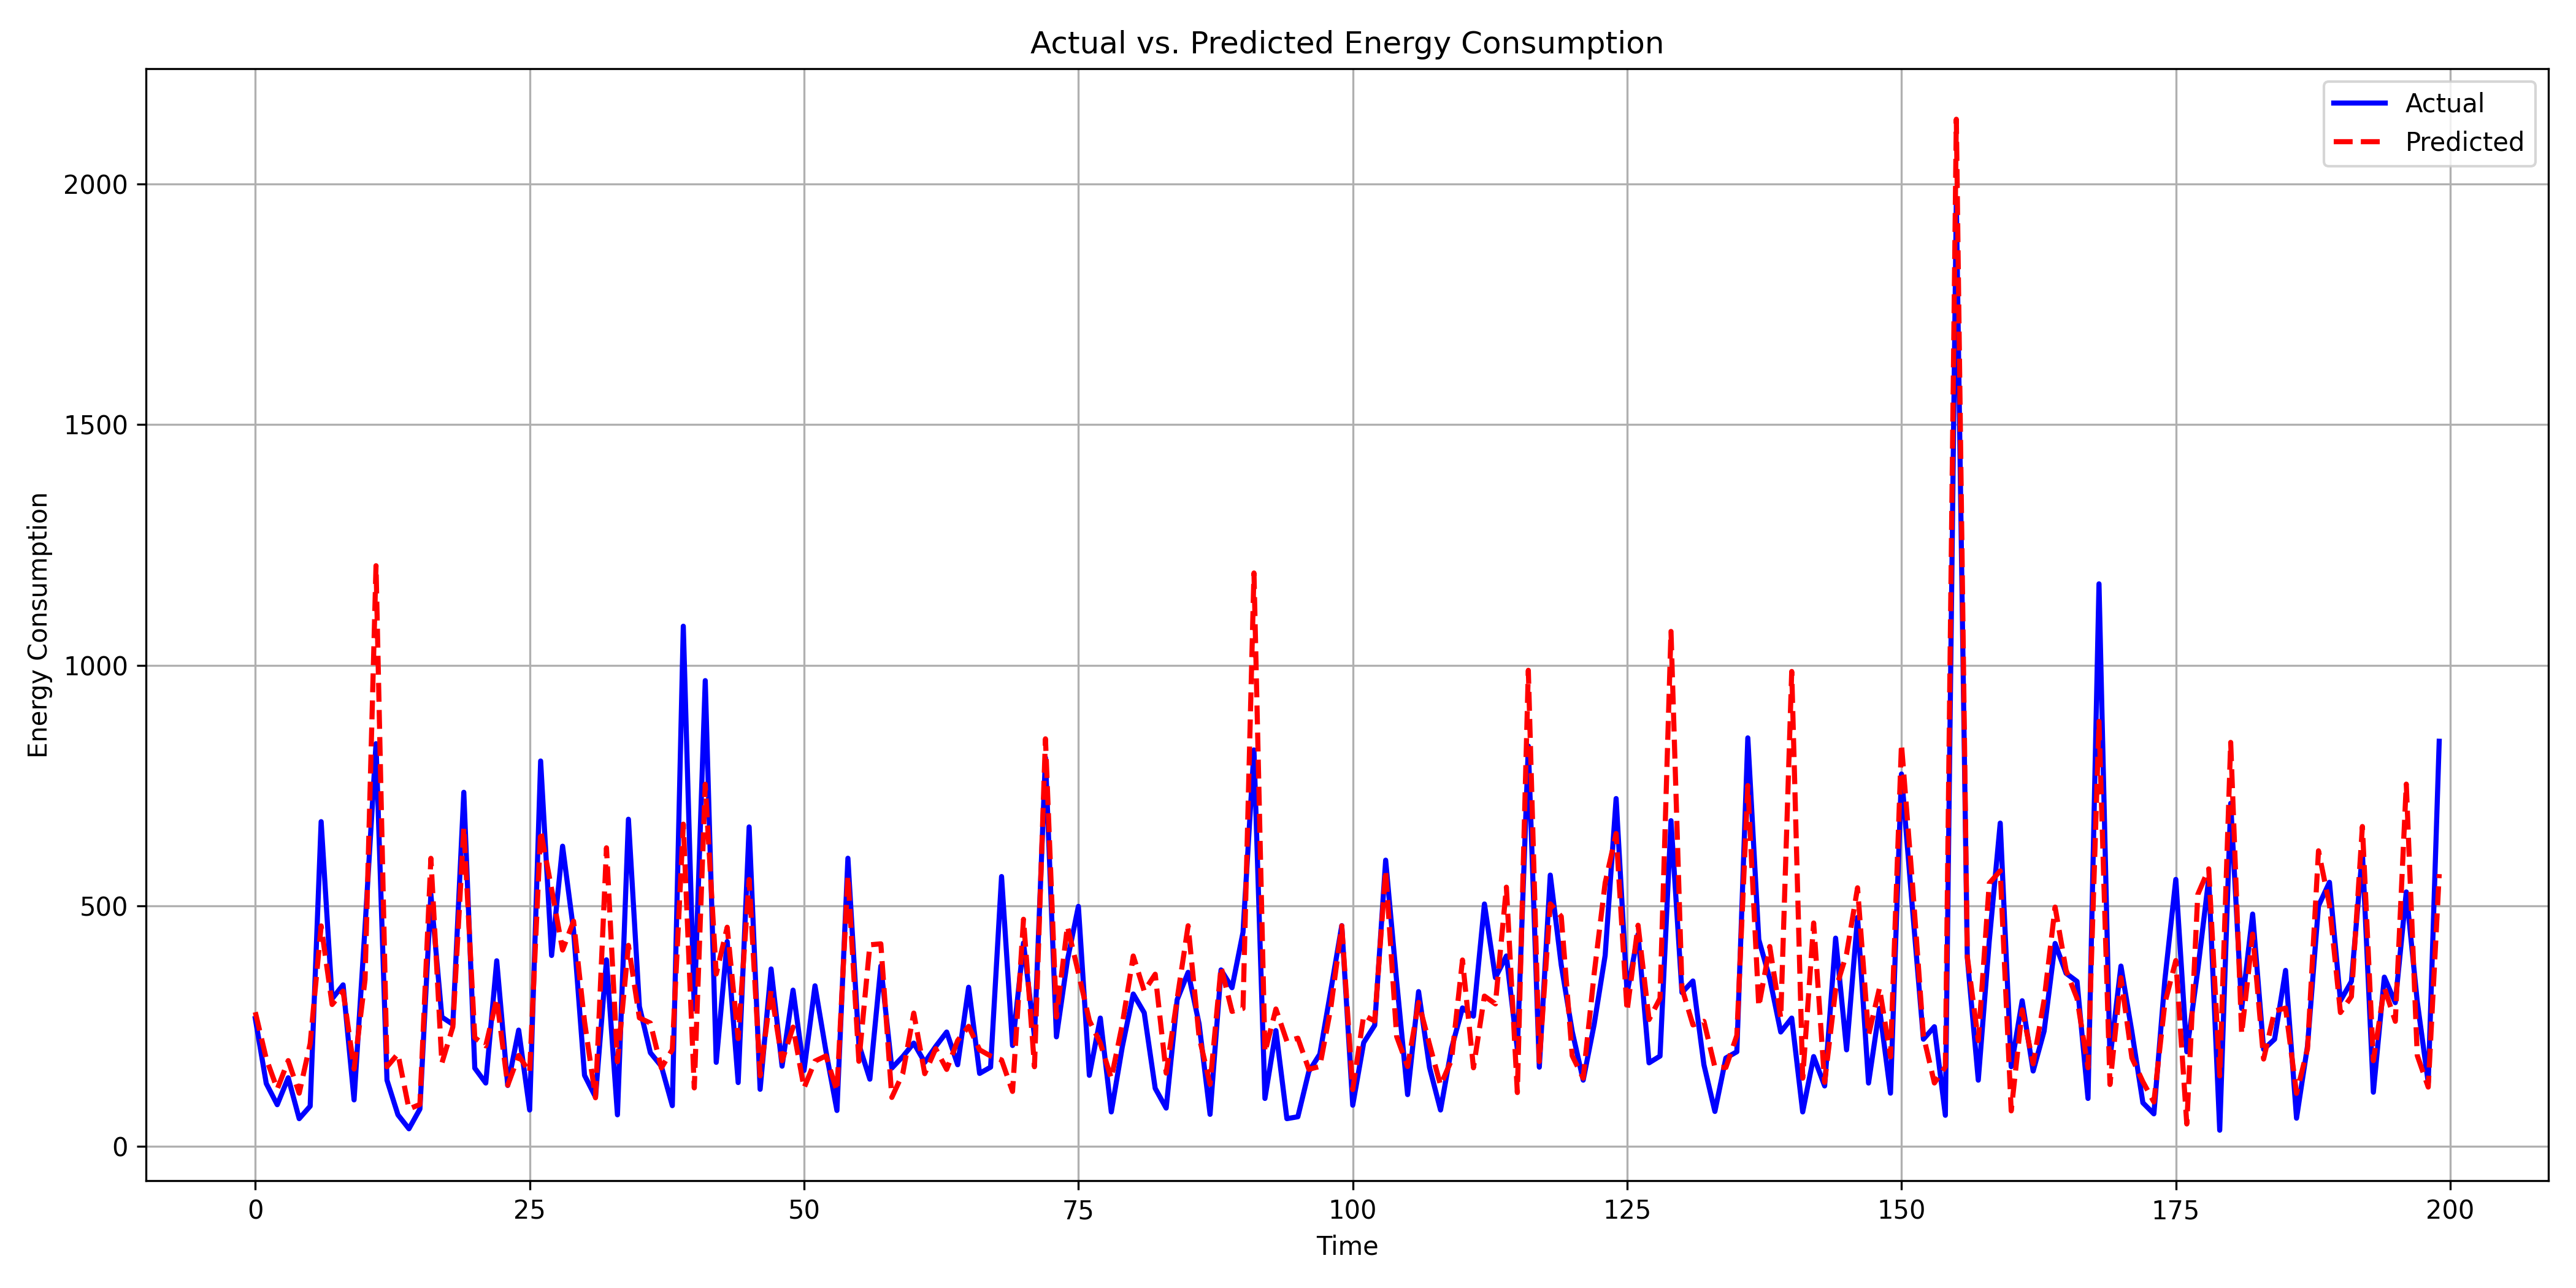 Actual vs. Predicted Energy Consumption
Actual
Predicted
Energy Consumption
2000
1500
1000
500
0
0 25 50 75 100 125 150 175 200
Time